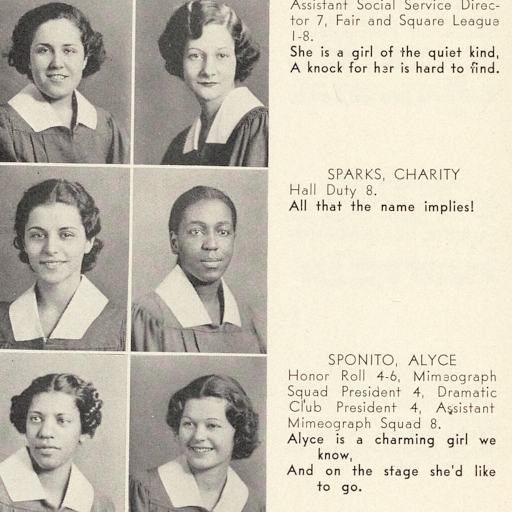 Assistant Social Service Direc-
tor 7, Fair and Square League
1-8.
She is a girl of the quiet kind,
A knock for her is hard to find.
SPARKS, CHARITY
Hall Duty 8.
All that the name implies!
SPONITO, ALYCE
Honor Roll 4-6, Mimeograph
Squad President 4, Dramatic
Club President 4, Assistant
Mimeograph Squad 8.
Alyce is a charming girl we
know,
And on the stage she'd like
to go.